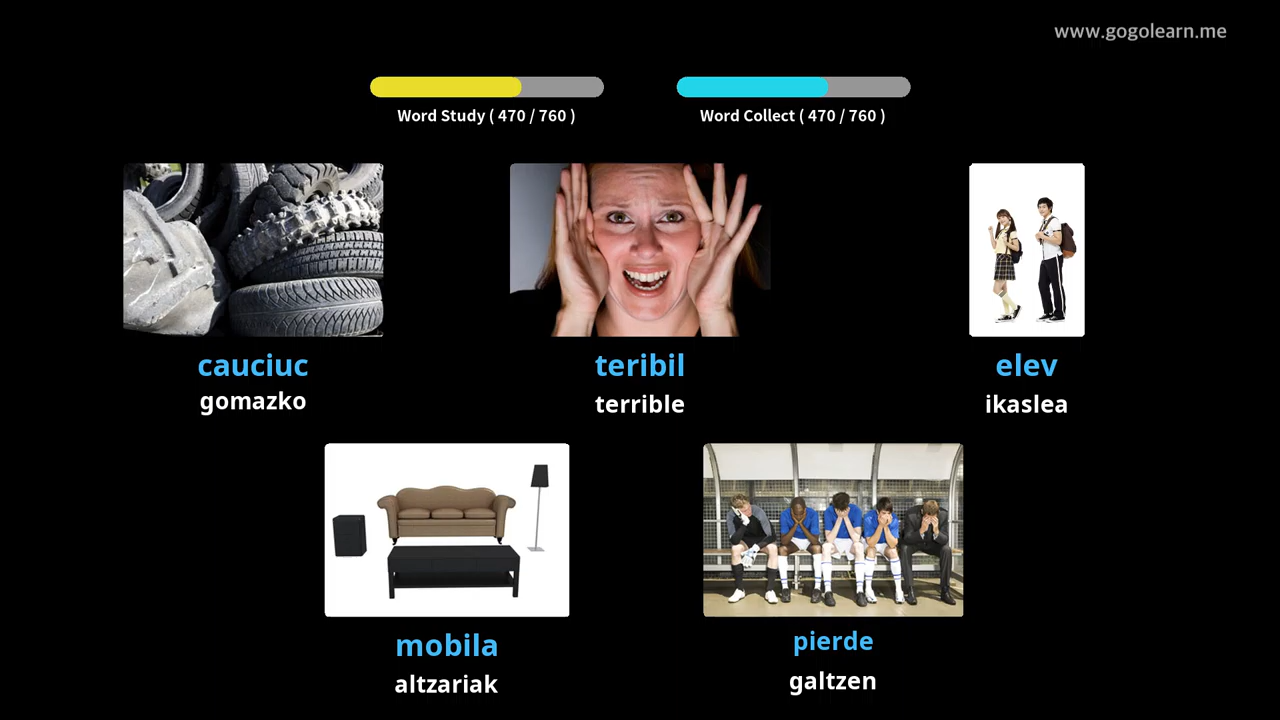 www.gogolearn.me
Word Study ( 470 / 760 )
Word Collect ( 470 / 760 )
cauciuc
gomazko
teribil
terrible
elev
ikaslea
mobila
altzariak
pierde
galtzen